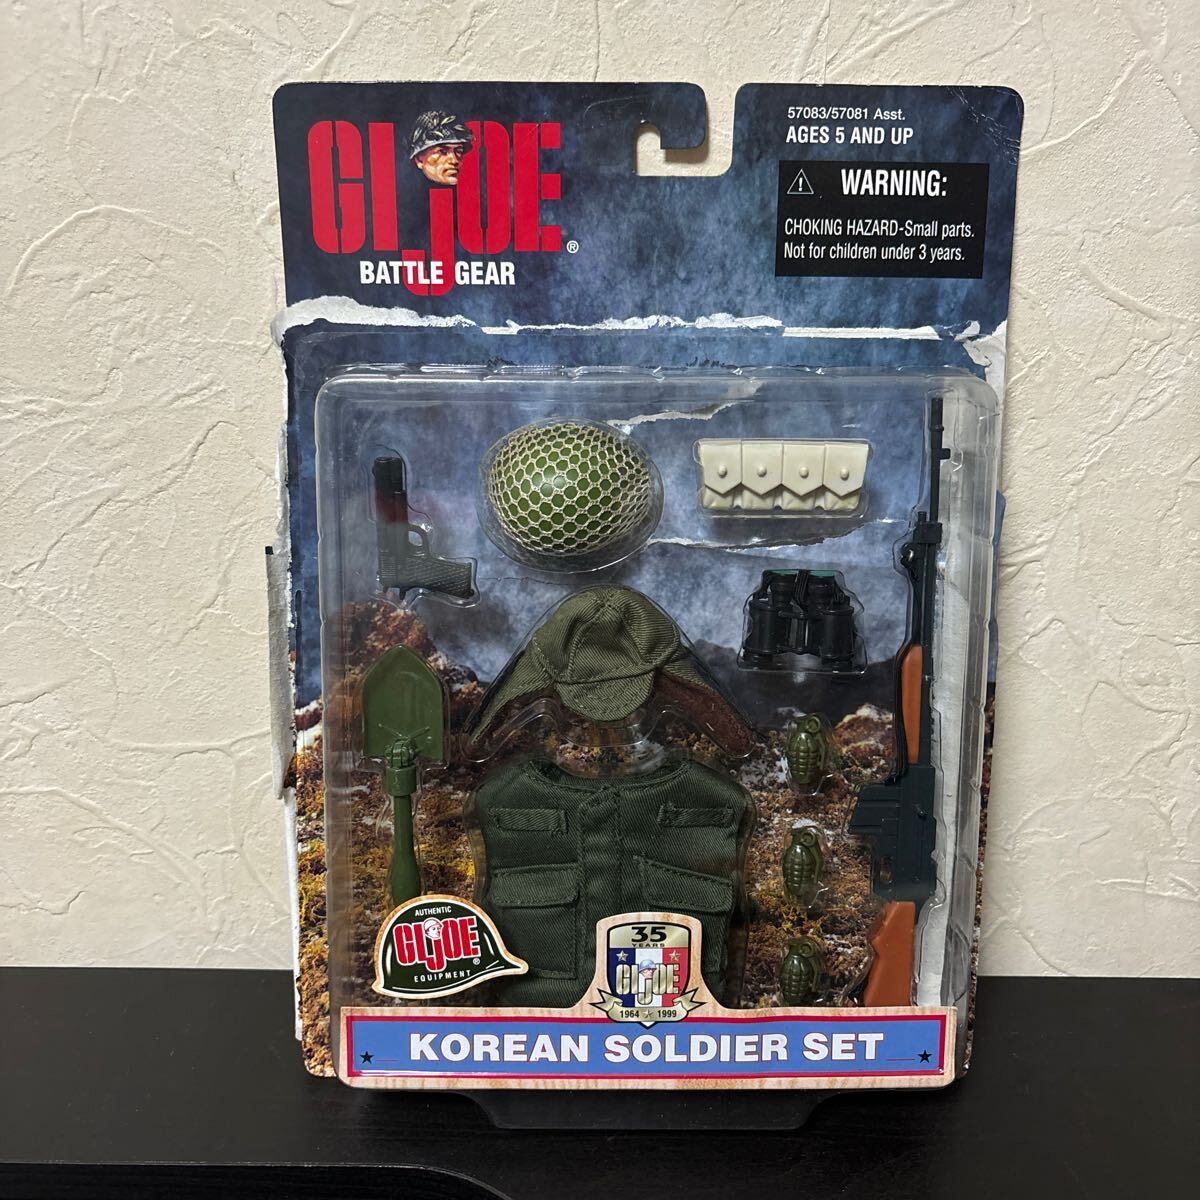 GI JOE ®
BATTLE GEAR
57083/57081 Asst.
AGES 5 AND UP
WARNING:
CHOKING HAZARD-Small parts.
Not for children under 3 years.
AUTHENTIC
GI JOE ®
EQUIPMENT
35
YEARS
GI JOE
1964 1999
KOREAN SOLDIER SET